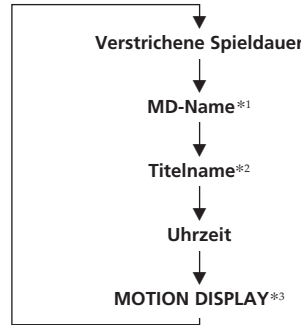 Verstrichene Spieldauer
MD-Name*1
Titelname*2
Uhrzeit
MOTION DISPLAY*3